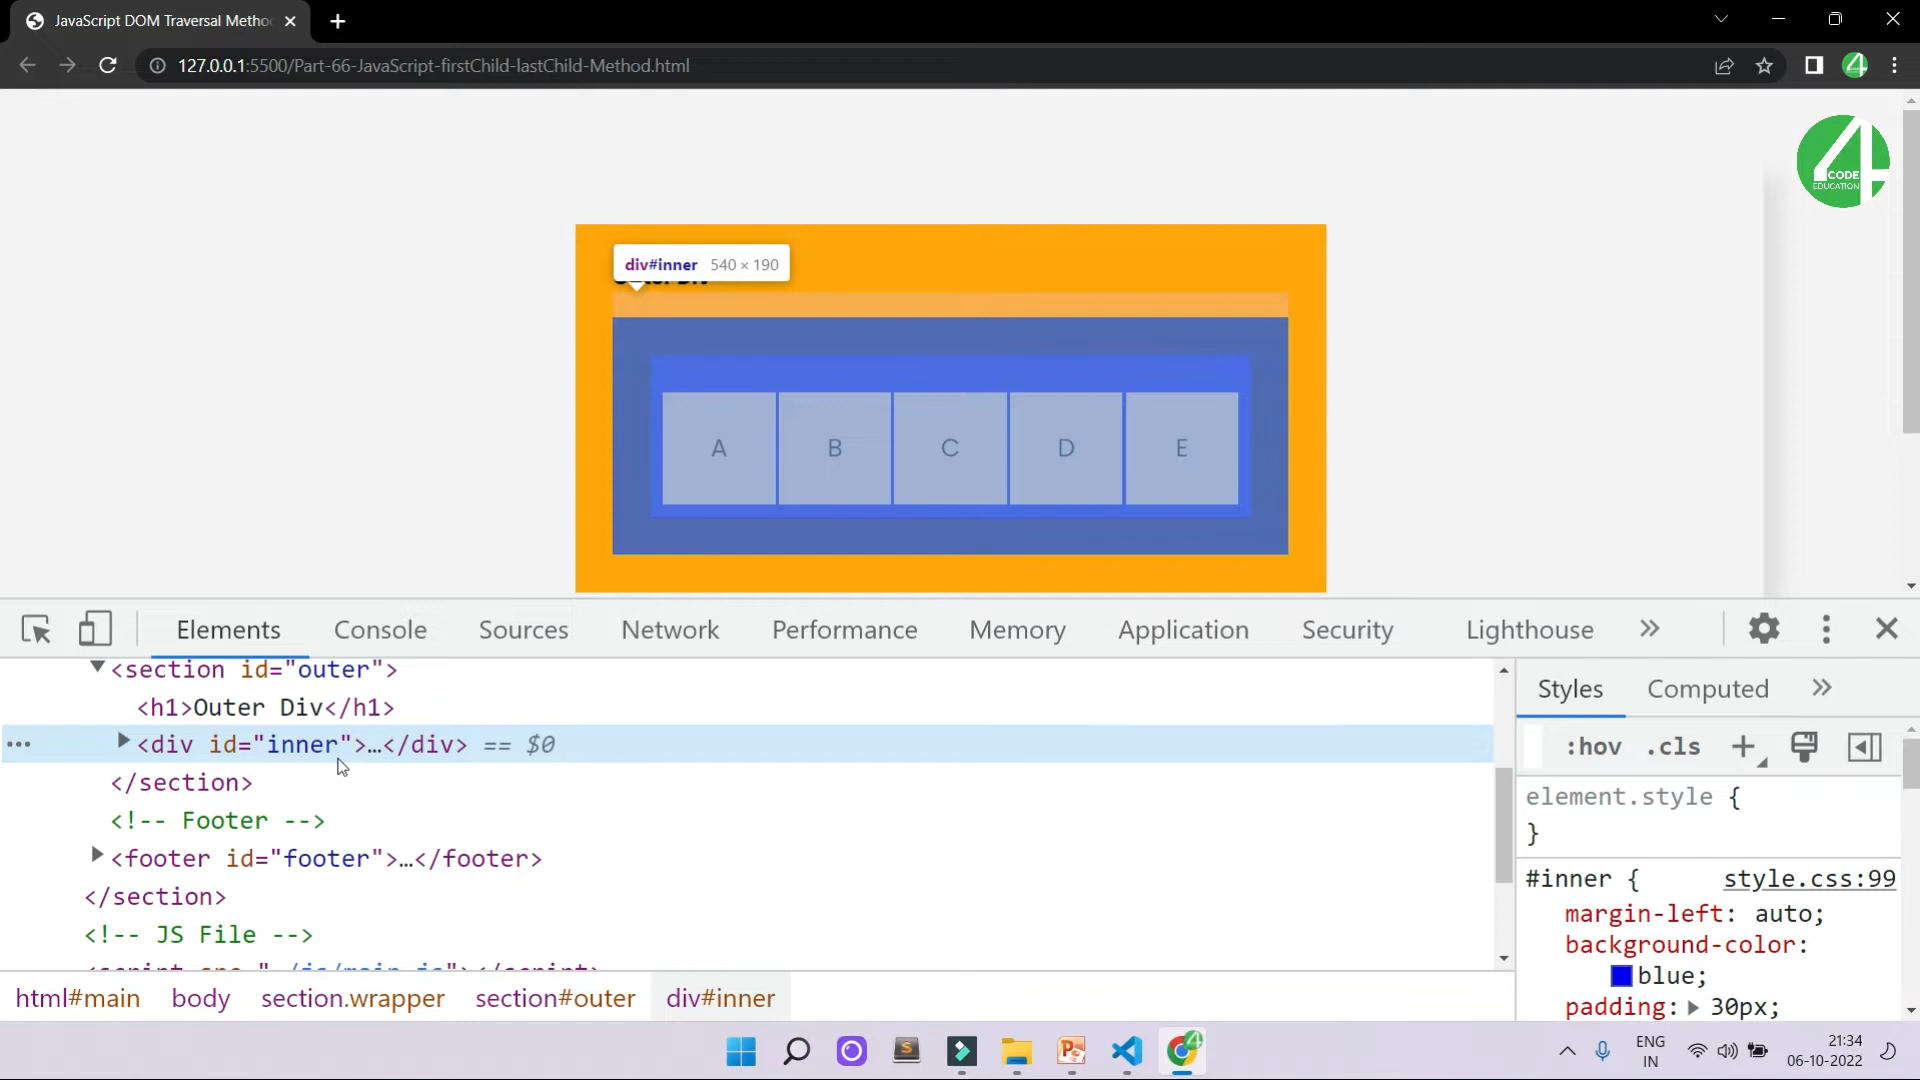 JavaScript DOM Traversal Metho
127.0.0.1:5500/Part-66-JavaScript-firstChild-lastChild-Method.html
4
CODE
EDUCATION
div#inner 540 × 190
A B C D E
Elements Console Sources Network Performance Memory Application Security Lighthouse
<section id="outer">
<h1>Outer Div</h1>
<div id="inner">…</div> == $0
</section>
<!-- Footer -->
<footer id="footer">…</footer>
</section>
<!-- JS File -->
html#main body section.wrapper section#outer div#inner
Styles Computed
:hov .cls
element.style {
}
#inner { style.css:99
margin-left: auto;
background-color:
blue;
padding: 30px;
ENG
IN
21:34
06-10-2022